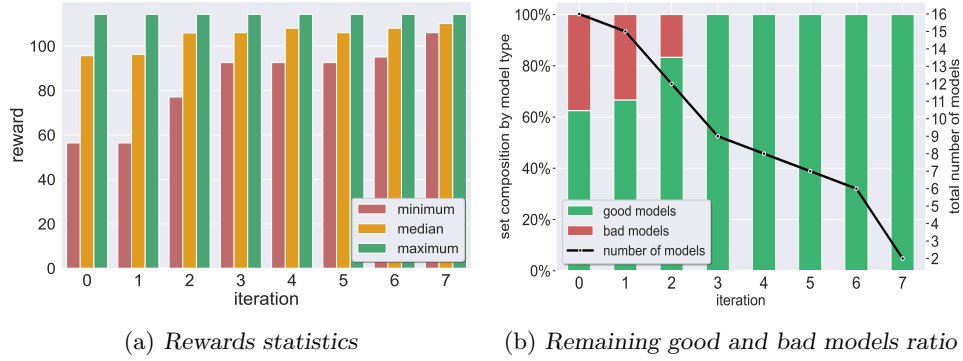 100
80
60
40
20
0
reward
minimum
median
maximum
0 1 2 3 4 5 6 7
iteration
(a) Rewards statistics
100%
80%
60%
40%
20%
0%
set composition by model type
good models
bad models
number of models
16
15
14
13
12
11
10
9
8
7
6
5
4
3
2
total number of models
0 1 2 3 4 5 6 7
iteration
(b) Remaining good and bad models ratio